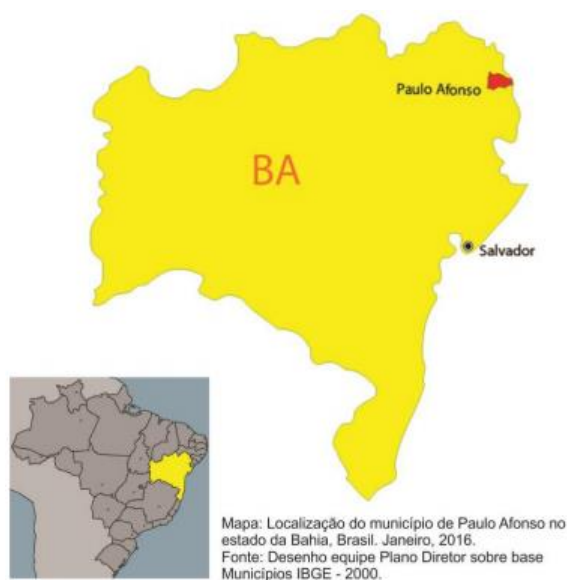 Paulo Afonso
BA
Salvador
Mapa: Localização do município de Paulo Afonso no
estado da Bahia, Brasil. Janeiro, 2016.
Fonte: Desenho equipe Plano Diretor sobre base
Municípios IBGE - 2000.